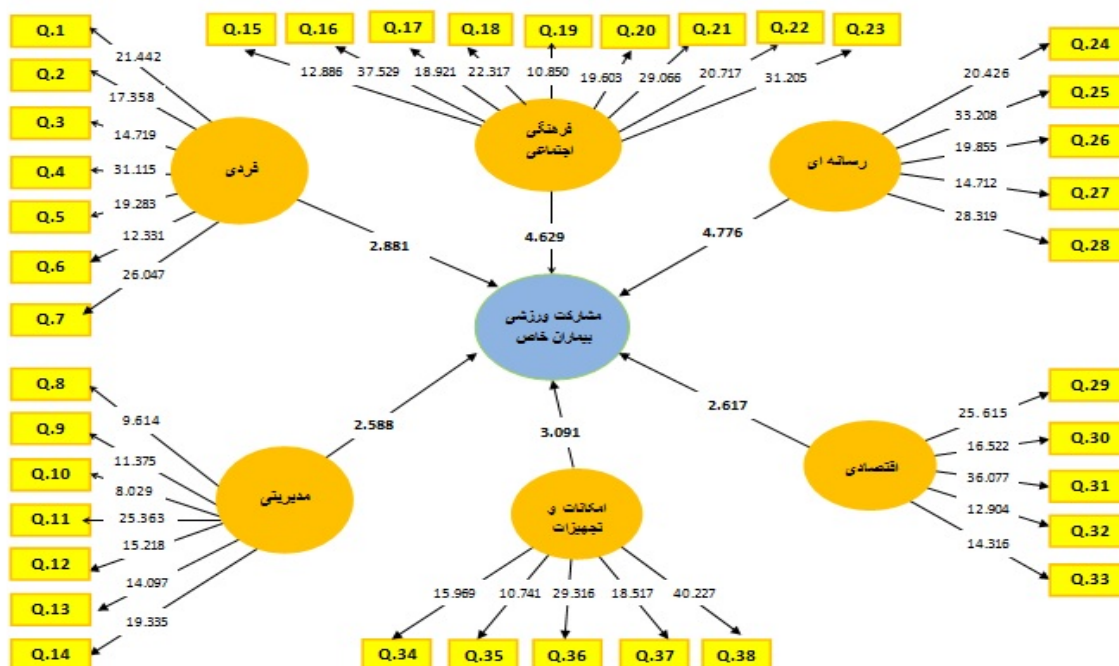 Q.1
Q.2
Q.3
Q.4
Q.5
Q.6
Q.7
21.442
17.358
14.719
31.115
19.283
12.331
26.047
فردی
2.881
Q.15
Q.16
Q.17
Q.18
Q.19
Q.20
Q.21
Q.22
Q.23
12.886
37.529
18.921
22.317
10.850
19.603
29.066
20.717
31.205
فرهنگی
اجتماعی
4.629
Q.24
Q.25
Q.26
Q.27
Q.28
20.426
33.208
19.855
14.712
28.319
رسانه ای
4.776
مشارکت ورزشی
بیماران خاص
Q.8
Q.9
Q.10
Q.11
Q.12
Q.13
Q.14
9.614
11.375
8.029
25.363
15.218
14.097
19.335
مدیریتی
2.588
3.091
امکانات و
تجهیزات
15.969
10.741
29.316
18.517
40.227
Q.34
Q.35
Q.36
Q.37
Q.38
2.617
اقتصادی
25.615
16.522
36.077
12.904
14.316
Q.29
Q.30
Q.31
Q.32
Q.33